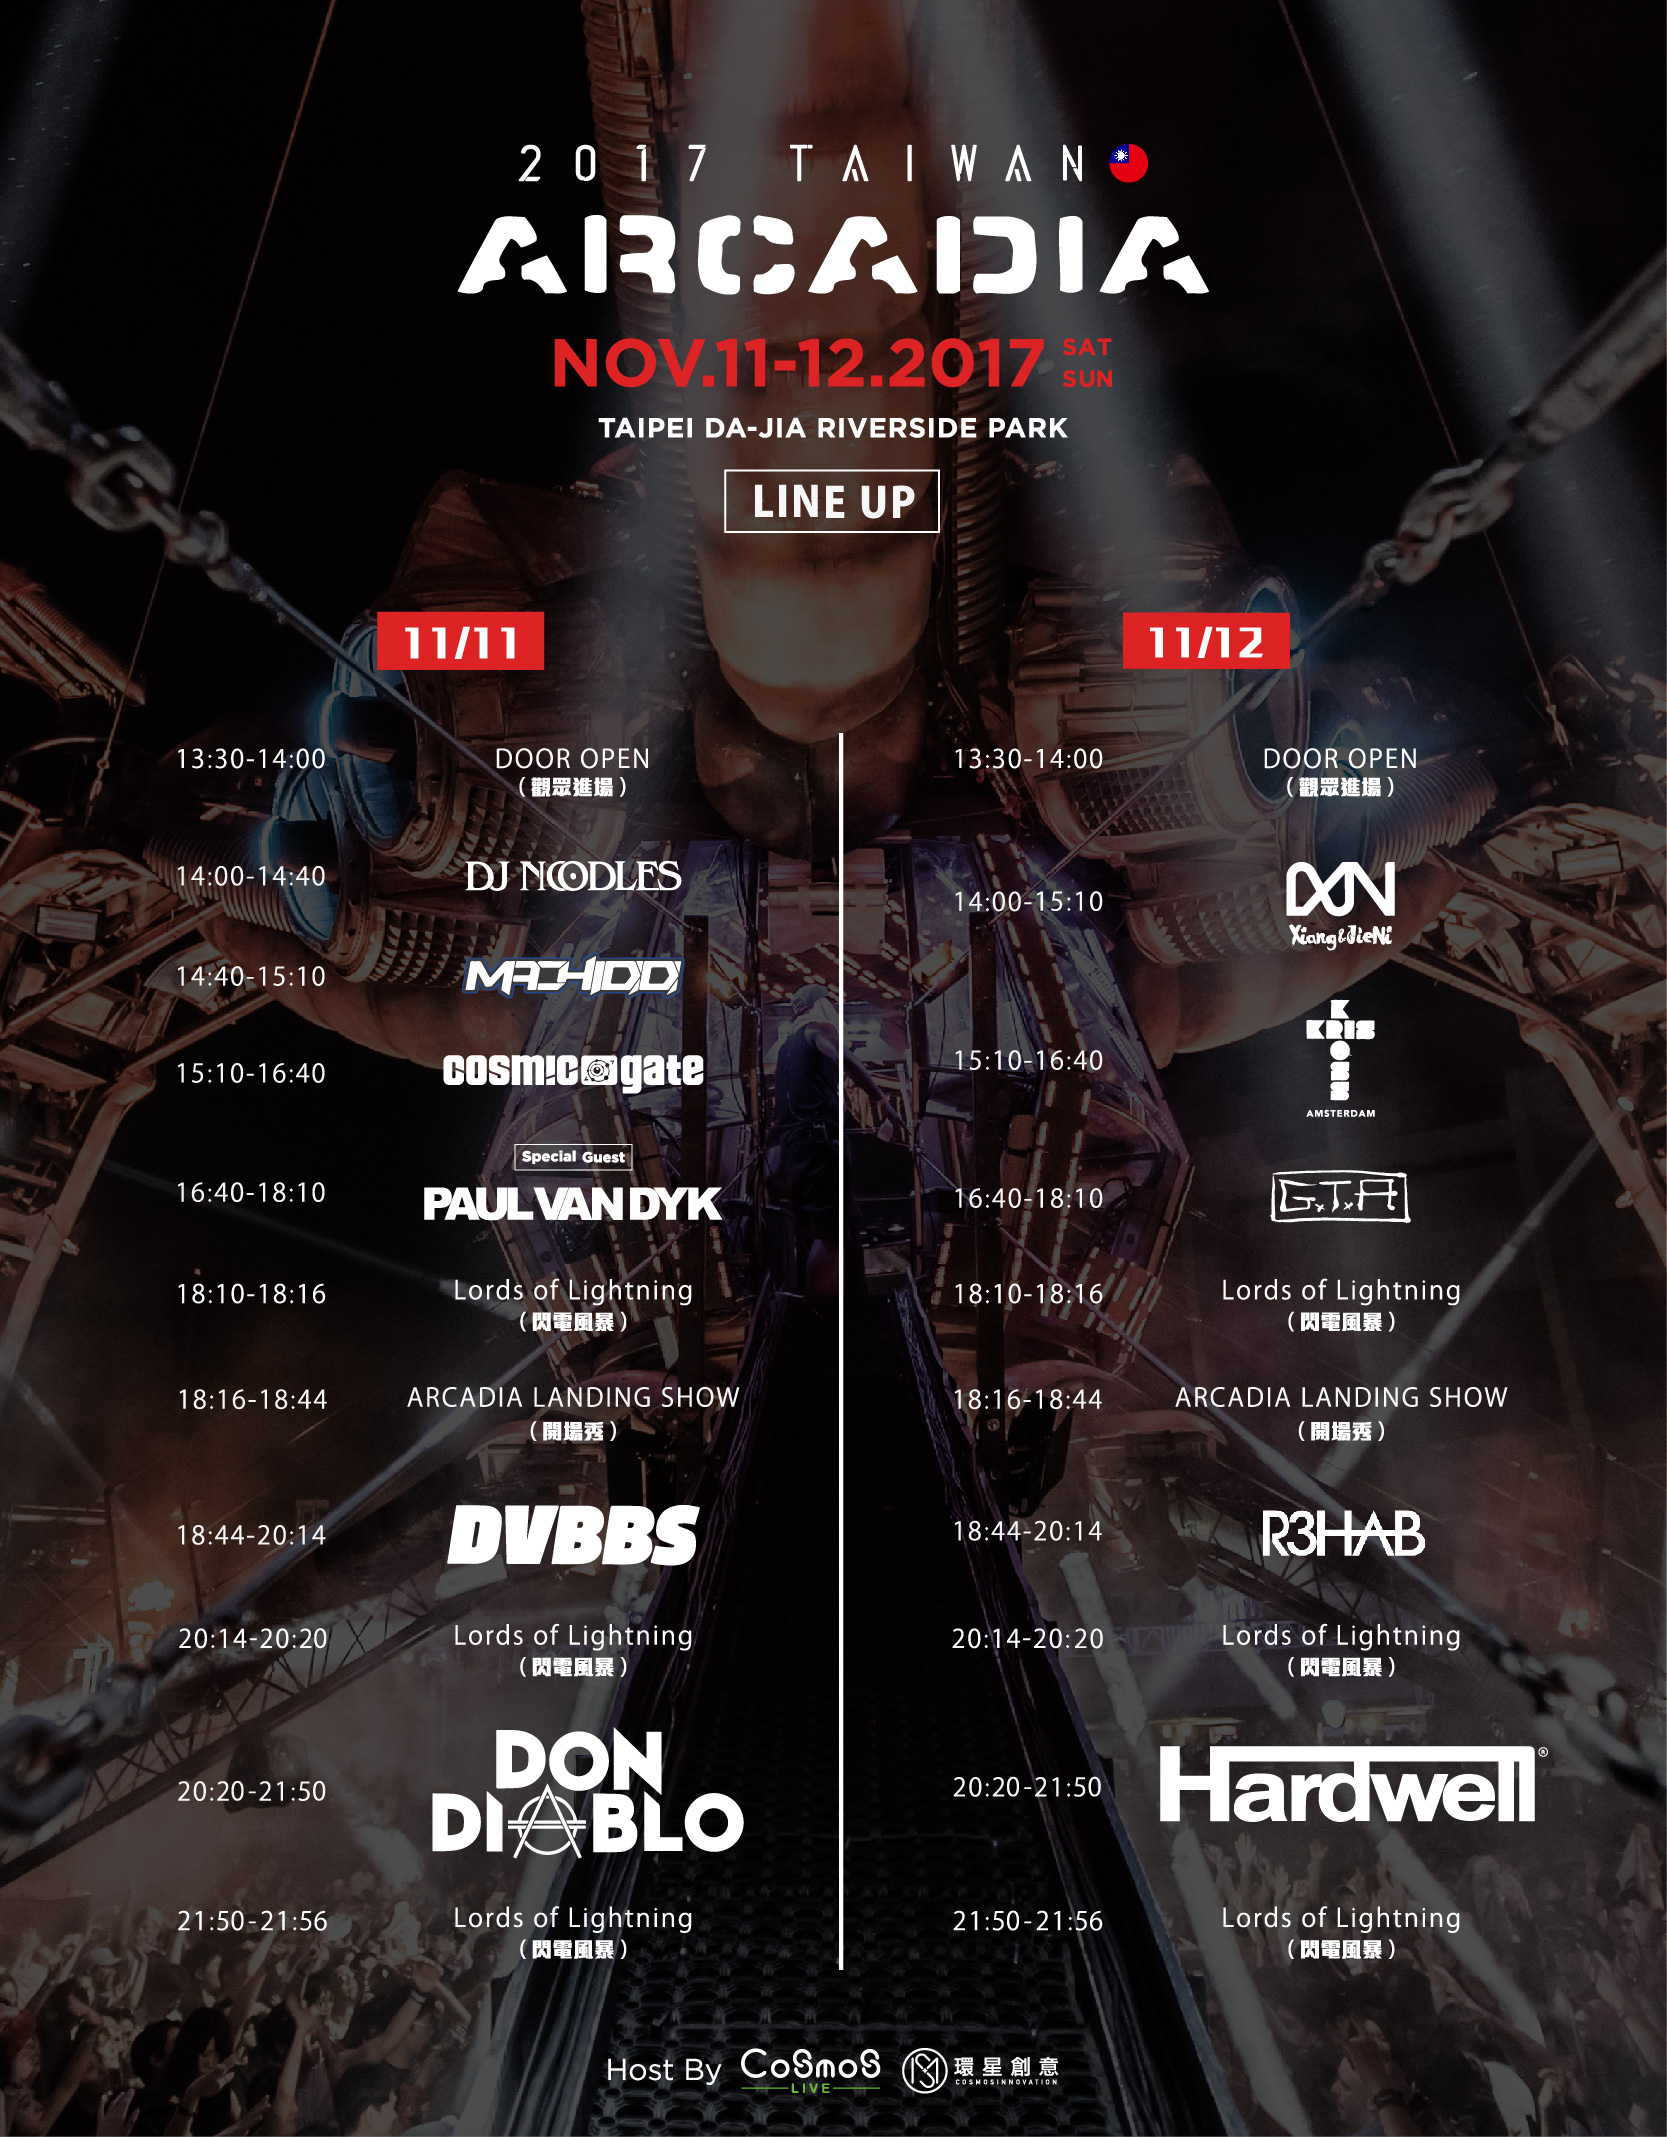 2017 TAIWAN
ARCADIA
NOV.11-12.2017 SAT SUN
TAIPEI DA-JIA RIVERSIDE PARK
LINE UP
11/11
13:30-14:00 DOOR OPEN
(觀眾進場)
14:00-14:40 DJ NOODLES
14:40-15:10 MACHIDDI
15:10-16:40 cosmic gate
Special Guest
16:40-18:10 PAUL VAN DYK
18:10-18:16 Lords of Lightning
(閃電風暴)
18:16-18:44 ARCADIA LANDING SHOW
(開場秀)
18:44-20:14 DVBBS
20:14-20:20 Lords of Lightning
(閃電風暴)
20:20-21:50 DON
DIABLO
21:50-21:56 Lords of Lightning
(閃電風暴)
11/12
13:30-14:00 DOOR OPEN
(觀眾進場)
14:00-15:10
Xiang&JieNi
15:10-16:40 KRIS KROSS
AMSTERDAM
16:40-18:10 G.T.A
18:10-18:16 Lords of Lightning
(閃電風暴)
18:16-18:44 ARCADIA LANDING SHOW
(開場秀)
18:44-20:14 R3HAB
20:14-20:20 Lords of Lightning
(閃電風暴)
20:20-21:50 Hardwell®
21:50-21:56 Lords of Lightning
(閃電風暴)
Host By CoSmoS LIVE 環星創意
COSMOSINNOVATION